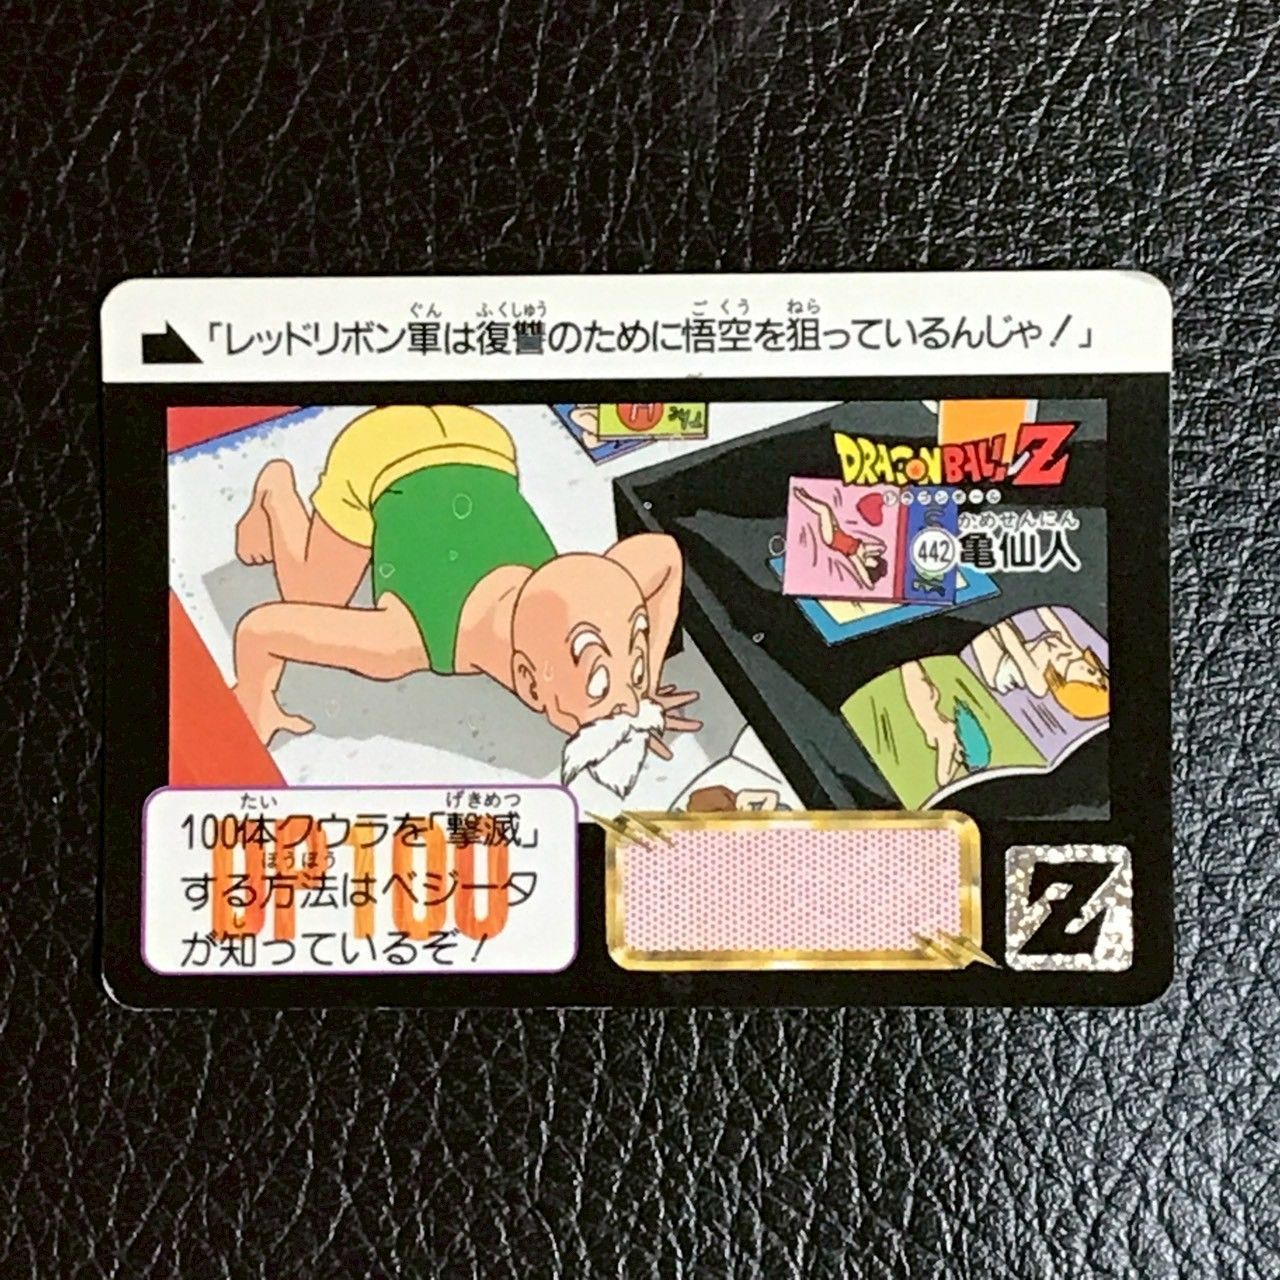 「レッドリボン軍は復讐のために悟空を狙っているんじゃ！」
ぐん ふくしゅう ごくう ねら
The
DRAGON BALL Z
ドラゴンボール
かめせんにん
442 亀仙人
たい げきめつ
100体クウラを「撃滅」
ほうほう
する方法はベジータ
し
が知っているぞ！
DP 100
Z